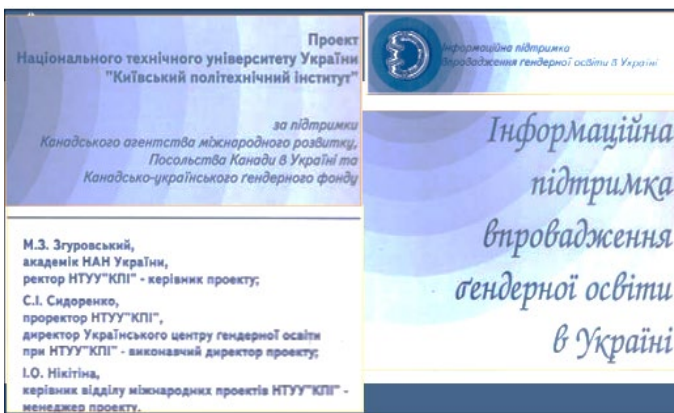 Проект
Національного технічного університету України
"Київський політехнічний інститут"
за підтримки
Канадського агентства міжнародного розвитку,
Посольства Канади в Україні та
Канадсько-українського ґендерного фонду
М.З. Згуровський,
академік НАН України,
ректор НТУУ"КПІ" - керівник проекту;
С.І. Сидоренко,
проректор НТУУ"КПІ",
директор Українського центру ґендерної освіти
при НТУУ"КПІ" - виконавчий директор проекту;
І.О. Нікітіна,
керівник відділу міжнародних проектів НТУУ"КПІ" -
менеджер проекту.
Інформаційна підтримка
впровадження ґендерної освіти в Україні
Інформаційна
підтримка
впровадження
ґендерної освіти
в Україні